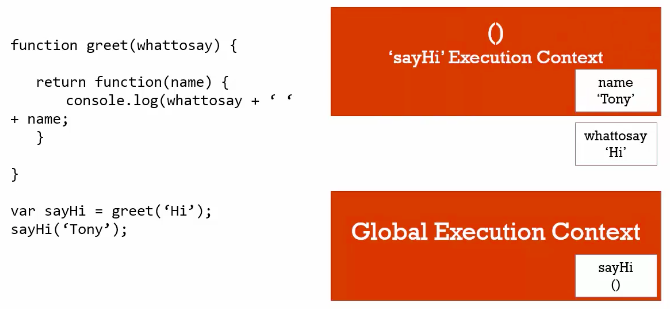 function greet(whattosay) {
return function(name) {
console.log(whattosay + ‘ ‘
+ name;
}
}
var sayHi = greet(‘Hi’);
sayHi(‘Tony’);
()
‘sayHi’ Execution Context
name
‘Tony’
whattosay
‘Hi’
Global Execution Context
sayHi
()